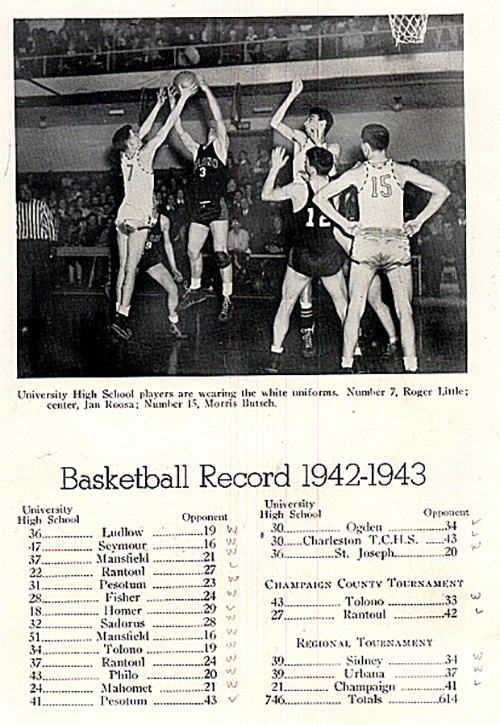 7
3
12
15
University High School players are wearing the white uniforms. Number 7, Roger Little;
center, Jan Roosa; Number 15, Morris Butsch.
Basketball Record 1942-1943
University
High School Opponent
36............ Ludlow ............19 W
47............ Seymour ............16 W
37............ Mansfield ............21 W
22............ Rantoul ............27
31............ Pesotum ............23 W
28............ Fisher ............24 W
18............ Homer ............29
32............ Sadorus ............28 W
51............ Mansfield ............16 W
34............ Tolono ............19 W
37............ Rantoul ............24 W
43............ Philo ............20 W
24............ Mahomet ............21 W
41............ Pesotum ............43
University
High School Opponent
30............ Ogden ............34
30............Charleston T.C.H.S. ......43
36............ St. Joseph............20
Champaign County Tournament
43............ Tolono ............33
27............ Rantoul ............42
Regional Tournament
39............ Sidney ............34
39............ Urbana ............37
21............ Champaign ............41
746............ Totals ............614